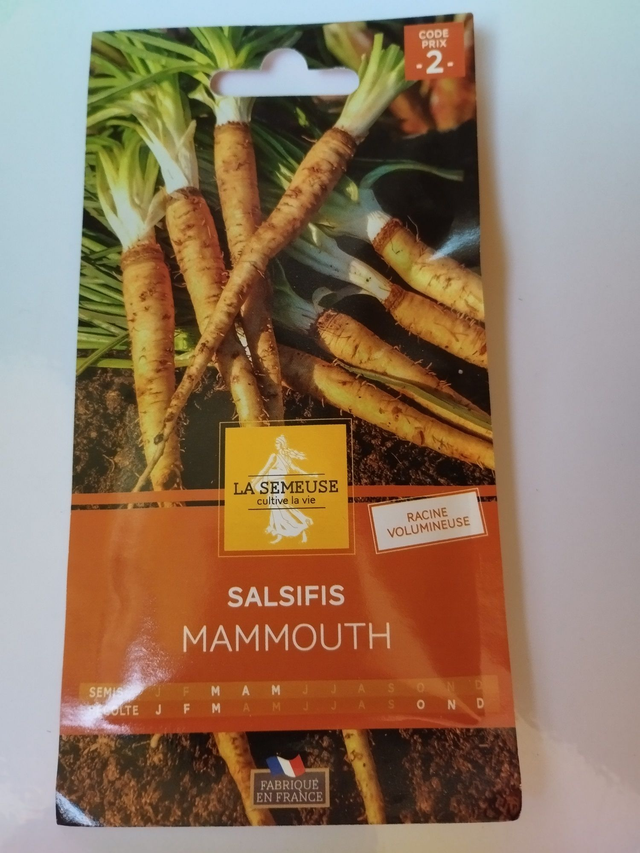 CODE
PRIX
- 2 -
LA SEMEUSE
cultive la vie
RACINE
VOLUMINEUSE
SALSIFIS
MAMMOUTH
SEMIS J F M A M J J A S O N D
RÉCOLTE J F M A M J J A S O N D
FABRIQUÉ
EN FRANCE